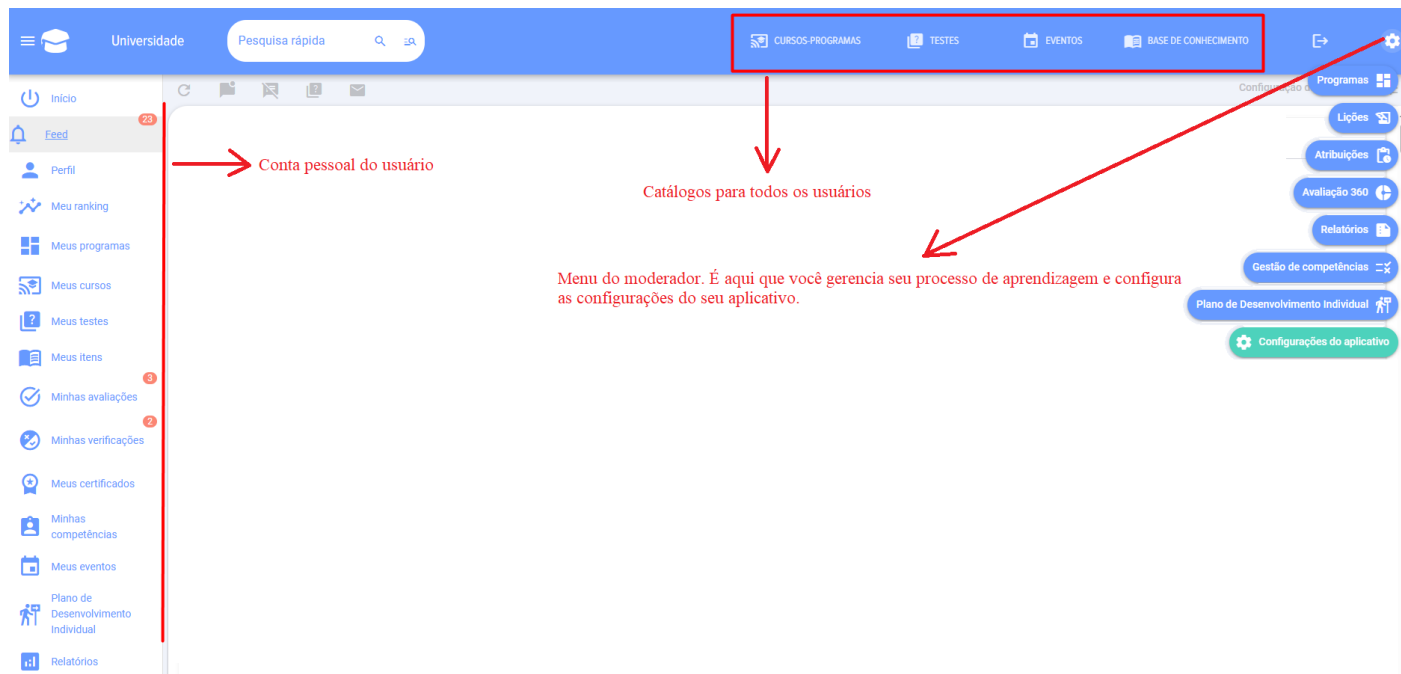 Universidade
Pesquisa rápida
CURSOS-PROGRAMAS
TESTES
EVENTOS
BASE DE CONHECIMENTO
Início
23
Feed
Perfil
Meu ranking
Meus programas
Meus cursos
Meus testes
Meus itens
3
Minhas avaliações
2
Minhas verificações
Meus certificados
Minhas
competências
Meus eventos
Plano de
Desenvolvimento
Individual
Relatórios
Conta pessoal do usuário
Catálogos para todos os usuários
Menu do moderador. É aqui que você gerencia seu processo de aprendizagem e configura
as configurações do seu aplicativo.
Programas
Lições
Atribuições
Avaliação 360
Relatórios
Gestão de competências
Plano de Desenvolvimento Individual
Configurações do aplicativo